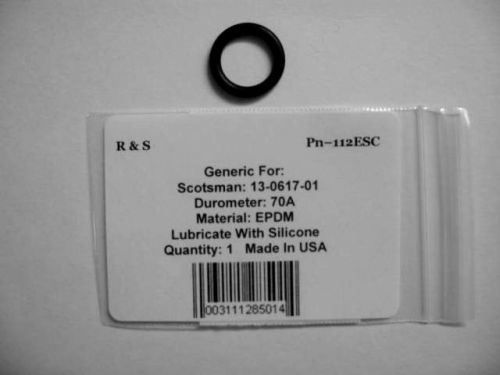 R & S Pn-112ESC
Generic For:
Scotsman: 13-0617-01
Durometer: 70A
Material: EPDM
Lubricate With Silicone
Quantity: 1 Made In USA
003111285014